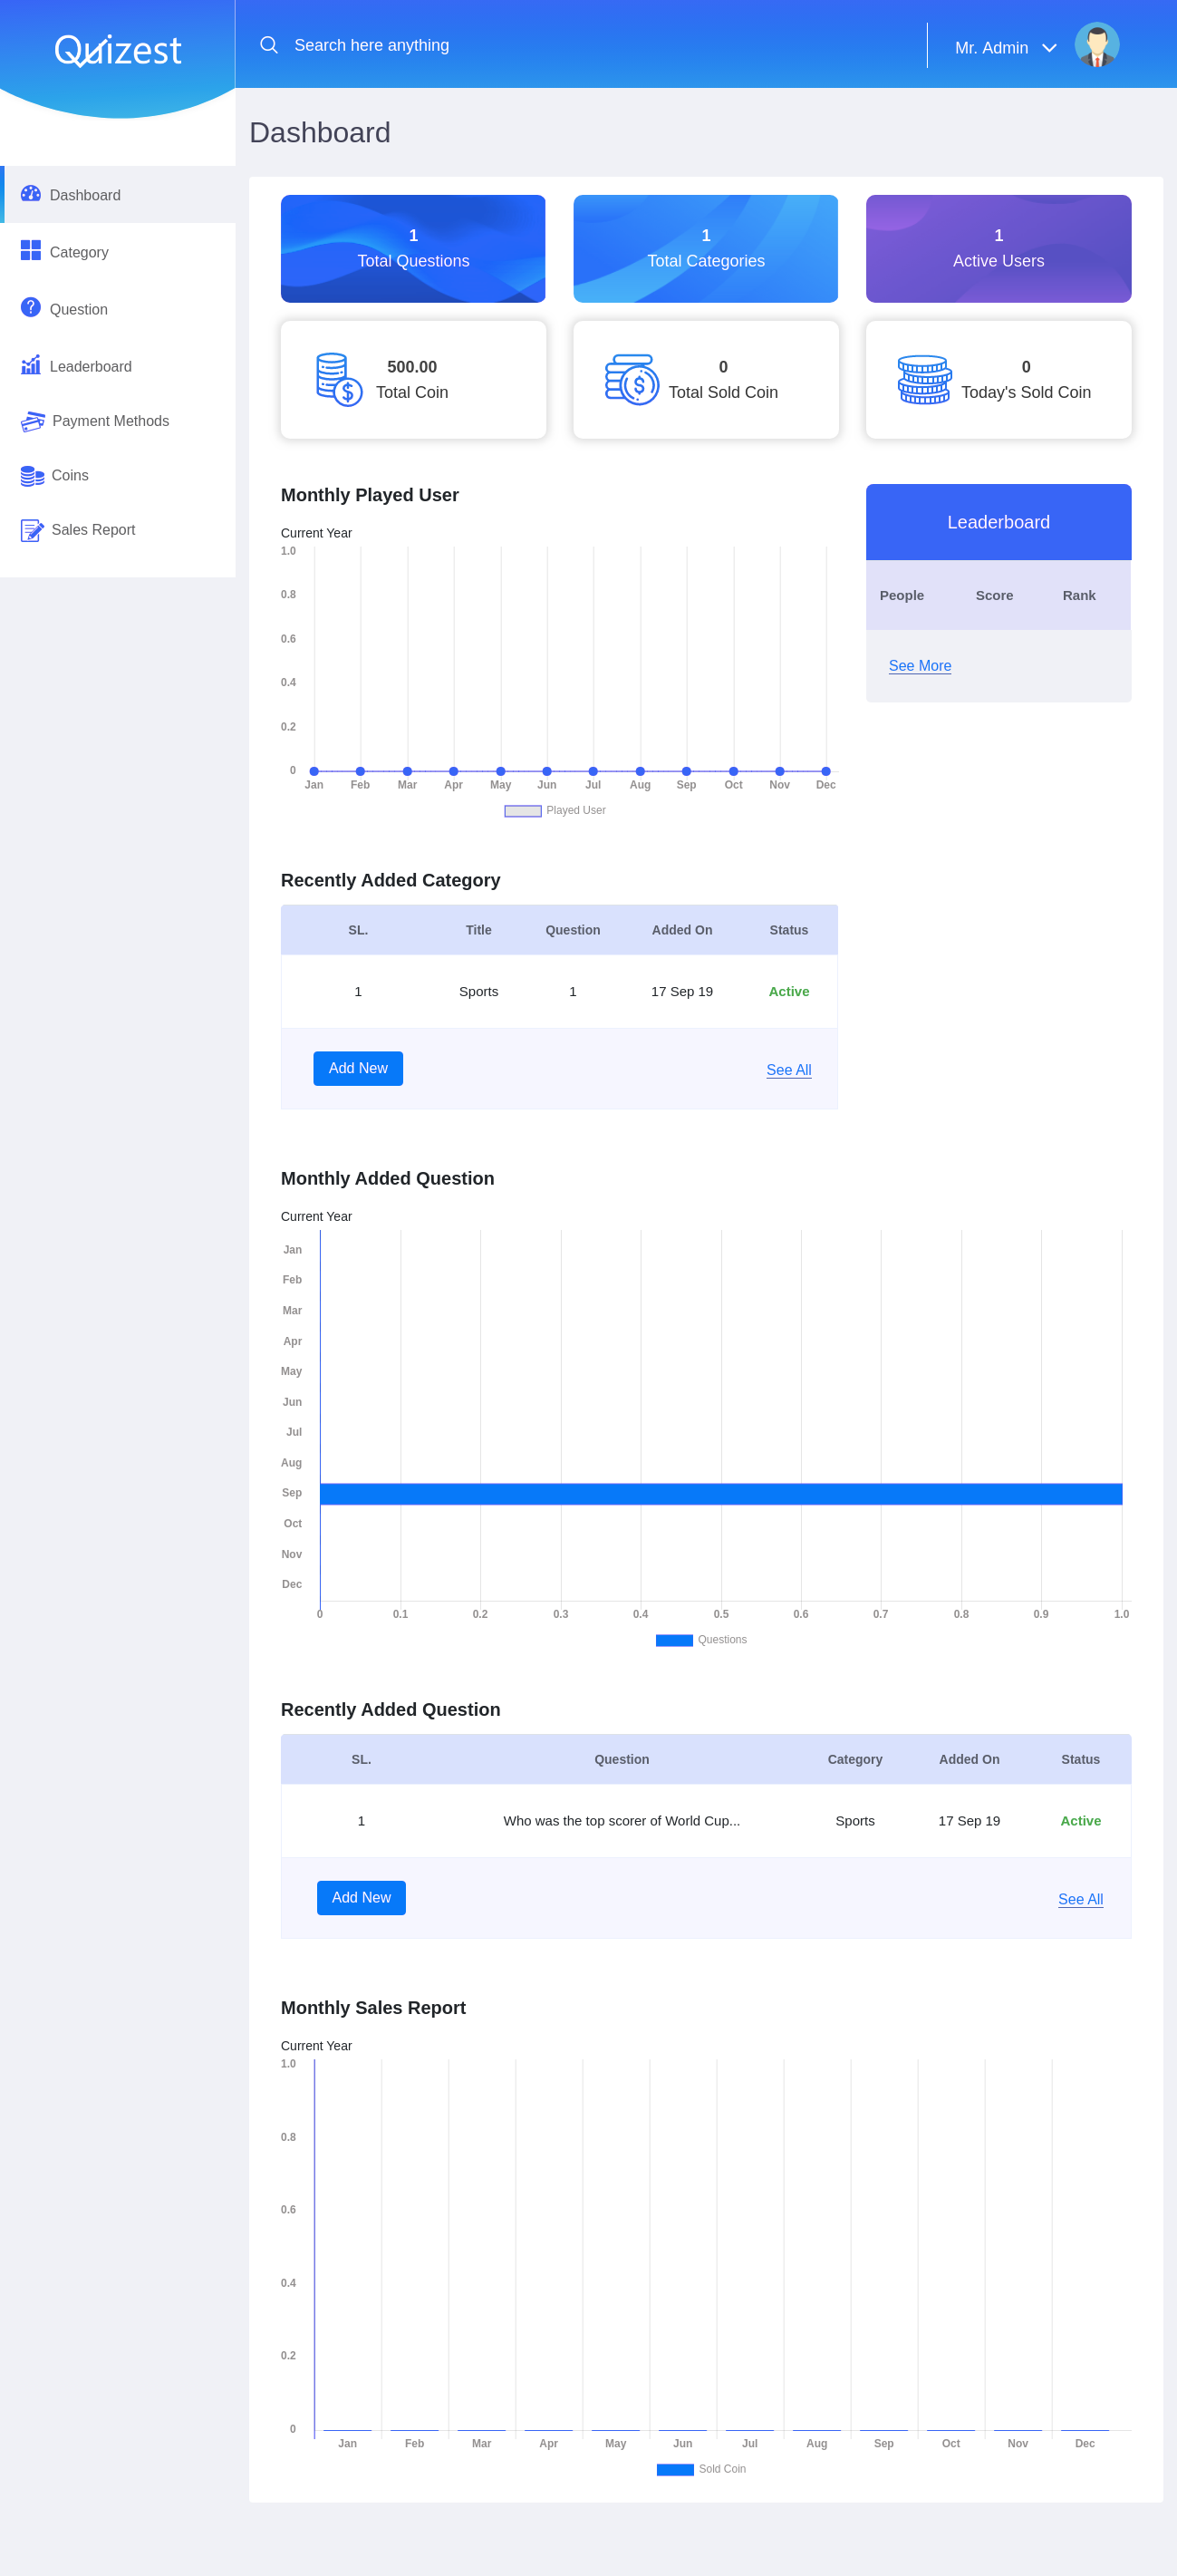 Quizest
Search here anything
Mr. Admin
Dashboard
Dashboard
Category
Question
Leaderboard
Payment Methods
Coins
Sales Report
1
Total Questions
1
Total Categories
1
Active Users
500.00
Total Coin
0
Total Sold Coin
0
Today's Sold Coin
Monthly Played User
Current Year
1.0
0.8
0.6
0.4
0.2
0
Jan Feb Mar Apr May Jun Jul Aug Sep Oct Nov Dec
Played User
Leaderboard
People Score Rank
See More
Recently Added Category
SL. Title Question Added On Status
1 Sports 1 17 Sep 19 Active
Add New See All
Monthly Added Question
Current Year
Jan
Feb
Mar
Apr
May
Jun
Jul
Aug
Sep
Oct
Nov
Dec
0 0.1 0.2 0.3 0.4 0.5 0.6 0.7 0.8 0.9 1.0
Questions
Recently Added Question
SL. Question Category Added On Status
1 Who was the top scorer of World Cup... Sports 17 Sep 19 Active
Add New See All
Monthly Sales Report
Current Year
1.0
0.8
0.6
0.4
0.2
0
Jan Feb Mar Apr May Jun Jul Aug Sep Oct Nov Dec
Sold Coin